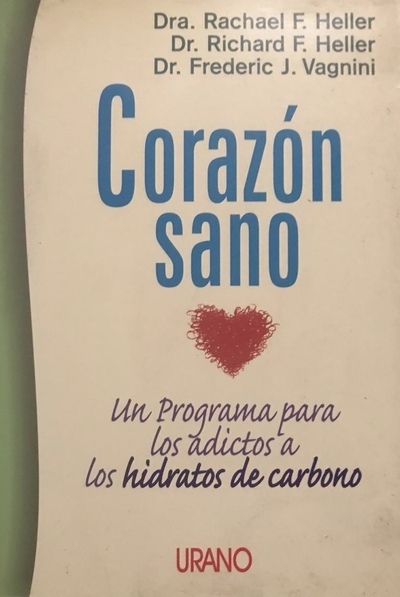 Dra. Rachael F. Heller
Dr. Richard F. Heller
Dr. Frederic J. Vagnini
Corazón
sano
Un Programa para
los adictos a
los hidratos de carbono
URANO